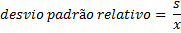 desvio padrão relativo = s/x